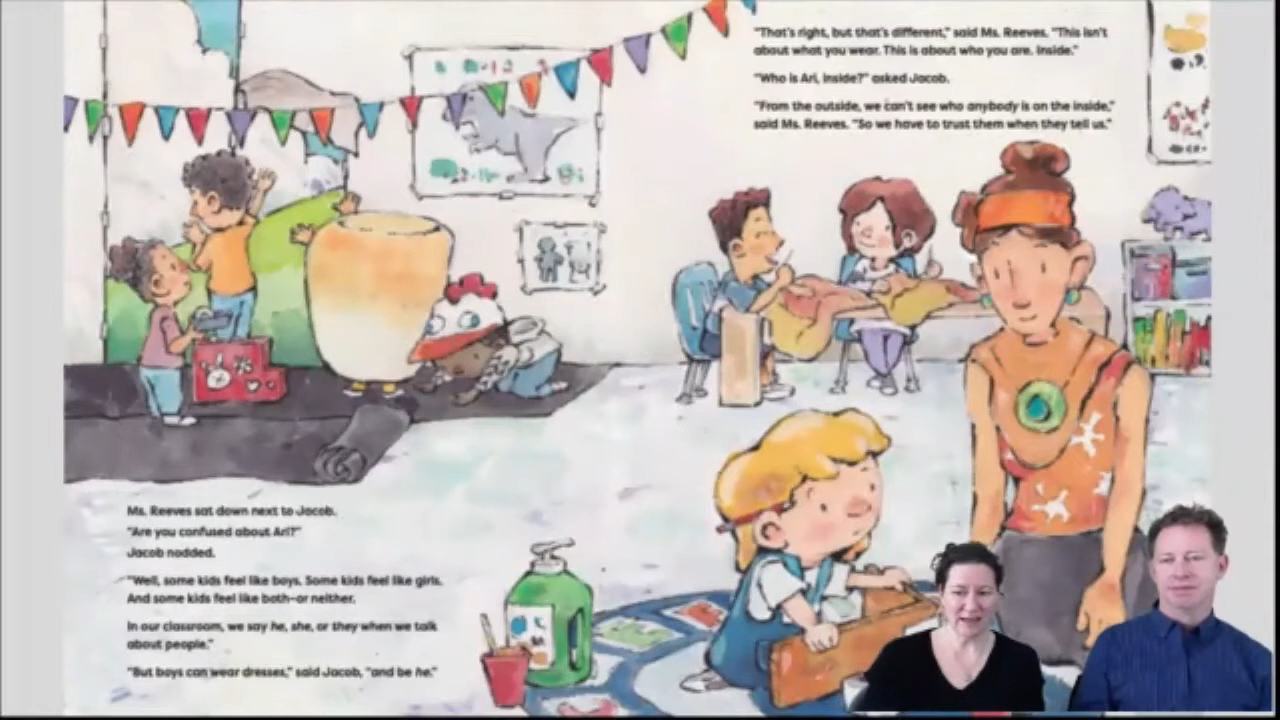 Ms. Reeves sat down next to Jacob.
"Are you confused about Ari?"
Jacob nodded.
"Well, some kids feel like boys. Some kids feel like girls.
And some kids feel like both–or neither.
In our classroom, we say he, she, or they when we talk
about people."
"But boys can wear dresses," said Jacob, "and be he."
"That's right, but that's different," said Ms. Reeves. "This isn't
about what you wear. This is about who you are. Inside."
"Who is Ari, inside?" asked Jacob.
"From the outside, we can't see who anybody is on the inside,"
said Ms. Reeves. "So we have to trust them when they tell us."